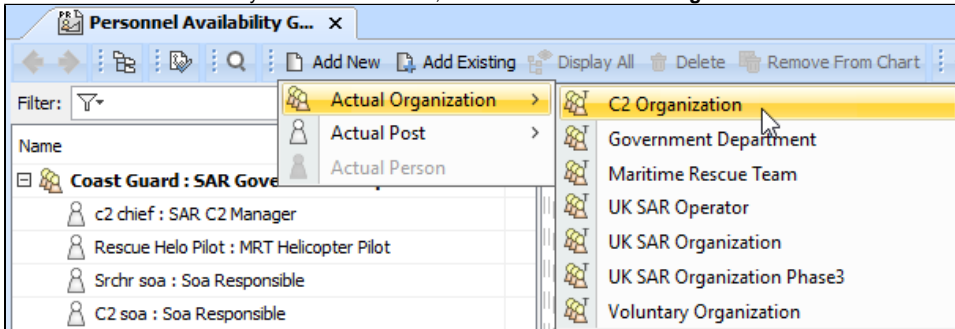 Personnel Availability G... ×
Add New Add Existing Display All Delete Remove From Chart
Filter:
Actual Organization >
C2 Organization
Name
Actual Post >
Government Department
Actual Person
Maritime Rescue Team
Coast Guard : SAR Gove
c2 chief : SAR C2 Manager
UK SAR Operator
Rescue Helo Pilot : MRT Helicopter Pilot
UK SAR Organization
Srchr soa : Soa Responsible
UK SAR Organization Phase3
C2 soa : Soa Responsible
Voluntary Organization